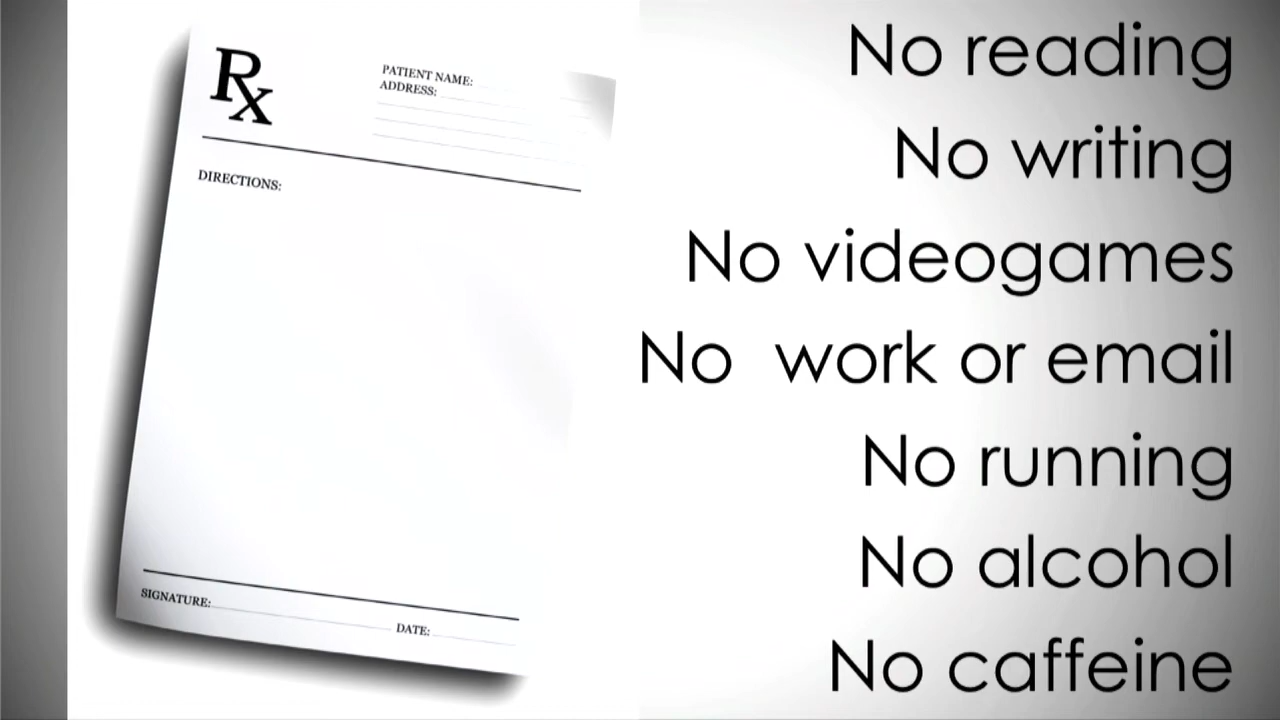 Rx
PATIENT NAME:
ADDRESS:
DIRECTIONS:
SIGNATURE:
DATE:
No reading
No writing
No videogames
No work or email
No running
No alcohol
No caffeine